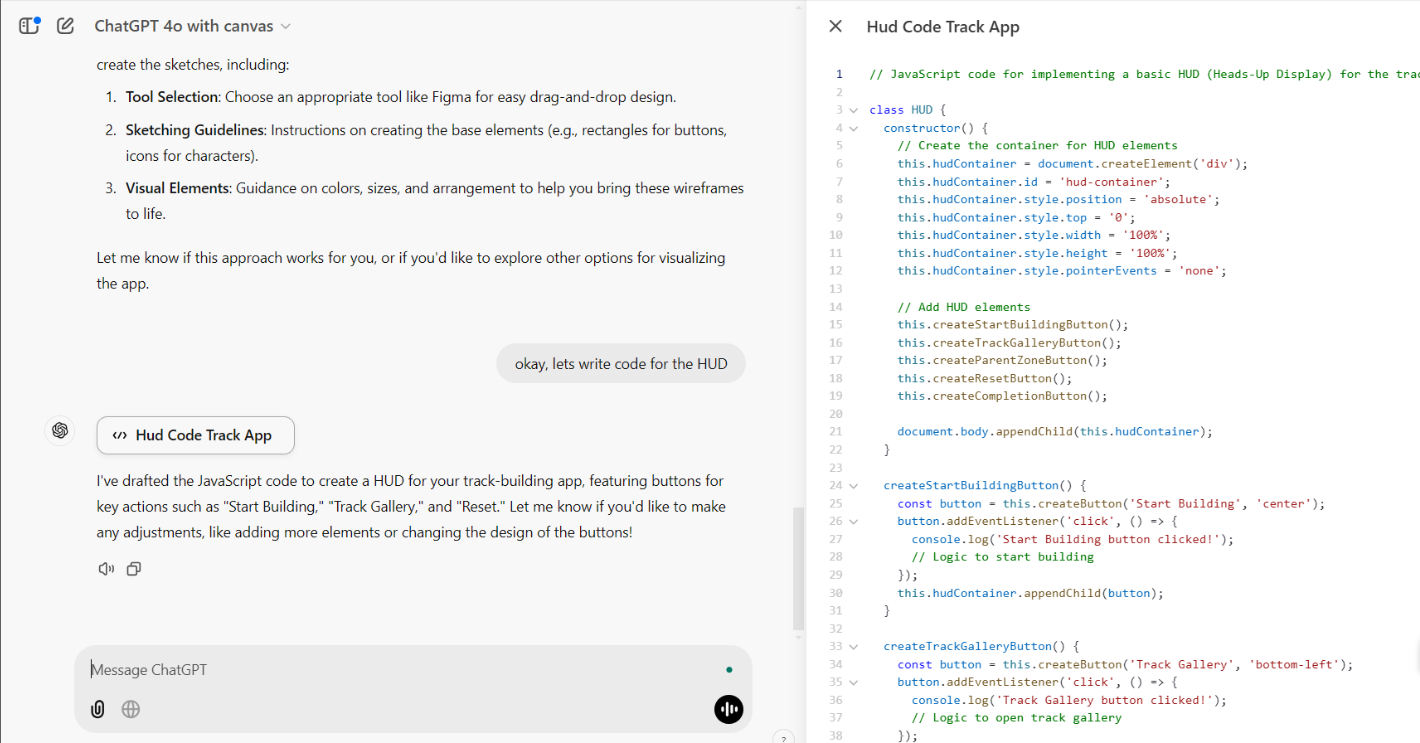 ChatGPT 4o with canvas
create the sketches, including:
1. Tool Selection: Choose an appropriate tool like Figma for easy drag-and-drop design.
2. Sketching Guidelines: Instructions on creating the base elements (e.g., rectangles for buttons,
icons for characters).
3. Visual Elements: Guidance on colors, sizes, and arrangement to help you bring these wireframes
to life.
Let me know if this approach works for you, or if you'd like to explore other options for visualizing
the app.
okay, lets write code for the HUD
Hud Code Track App
I've drafted the JavaScript code to create a HUD for your track-building app, featuring buttons for
key actions such as "Start Building," "Track Gallery," and "Reset." Let me know if you'd like to make
any adjustments, like adding more elements or changing the design of the buttons!
Message ChatGPT
?
Hud Code Track App
1 // JavaScript code for implementing a basic HUD (Heads-Up Display) for the trac
2
3 class HUD {
4 constructor() {
5 // Create the container for HUD elements
6 this.hudContainer = document.createElement('div');
7 this.hudContainer.id = 'hud-container';
8 this.hudContainer.style.position = 'absolute';
9 this.hudContainer.style.top = '0';
10 this.hudContainer.style.width = '100%';
11 this.hudContainer.style.height = '100%';
12 this.hudContainer.style.pointerEvents = 'none';
13
14 // Add HUD elements
15 this.createStartBuildingButton();
16 this.createTrackGalleryButton();
17 this.createParentZoneButton();
18 this.createResetButton();
19 this.createCompletionButton();
20
21 document.body.appendChild(this.hudContainer);
22 }
23
24 createStartBuildingButton() {
25 const button = this.createButton('Start Building', 'center');
26 button.addEventListener('click', () => {
27 console.log('Start Building button clicked!');
28 // Logic to start building
29 });
30 this.hudContainer.appendChild(button);
31 }
32
33 createTrackGalleryButton() {
34 const button = this.createButton('Track Gallery', 'bottom-left');
35 button.addEventListener('click', () => {
36 console.log('Track Gallery button clicked!');
37 // Logic to open track gallery
38 });